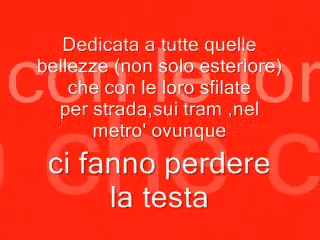 Dedicata a tutte quelle
bellezze (non solo esteriore)
che con le loro sfilate
per strada,sui tram ,nel
metro' ovunque
ci fanno perdere
la testa